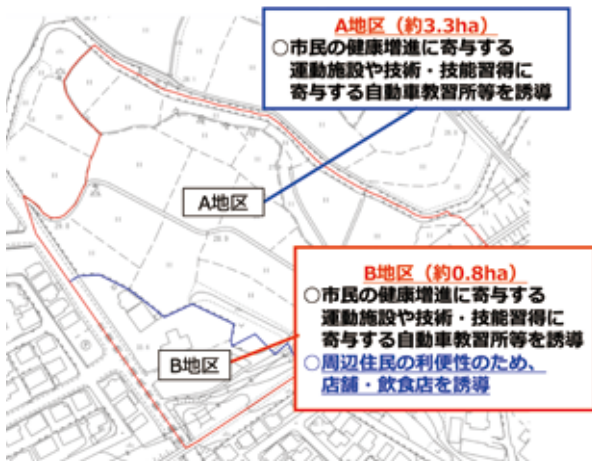 A地区（約3.3ha）
○市民の健康増進に寄与する
運動施設や技術・技能習得に
寄与する自動車教習所等を誘導
A地区
B地区（約0.8ha）
○市民の健康増進に寄与する
運動施設や技術・技能習得に
寄与する自動車教習所等を誘導
○周辺住民の利便性のため、
店舗・飲食店を誘導
B地区